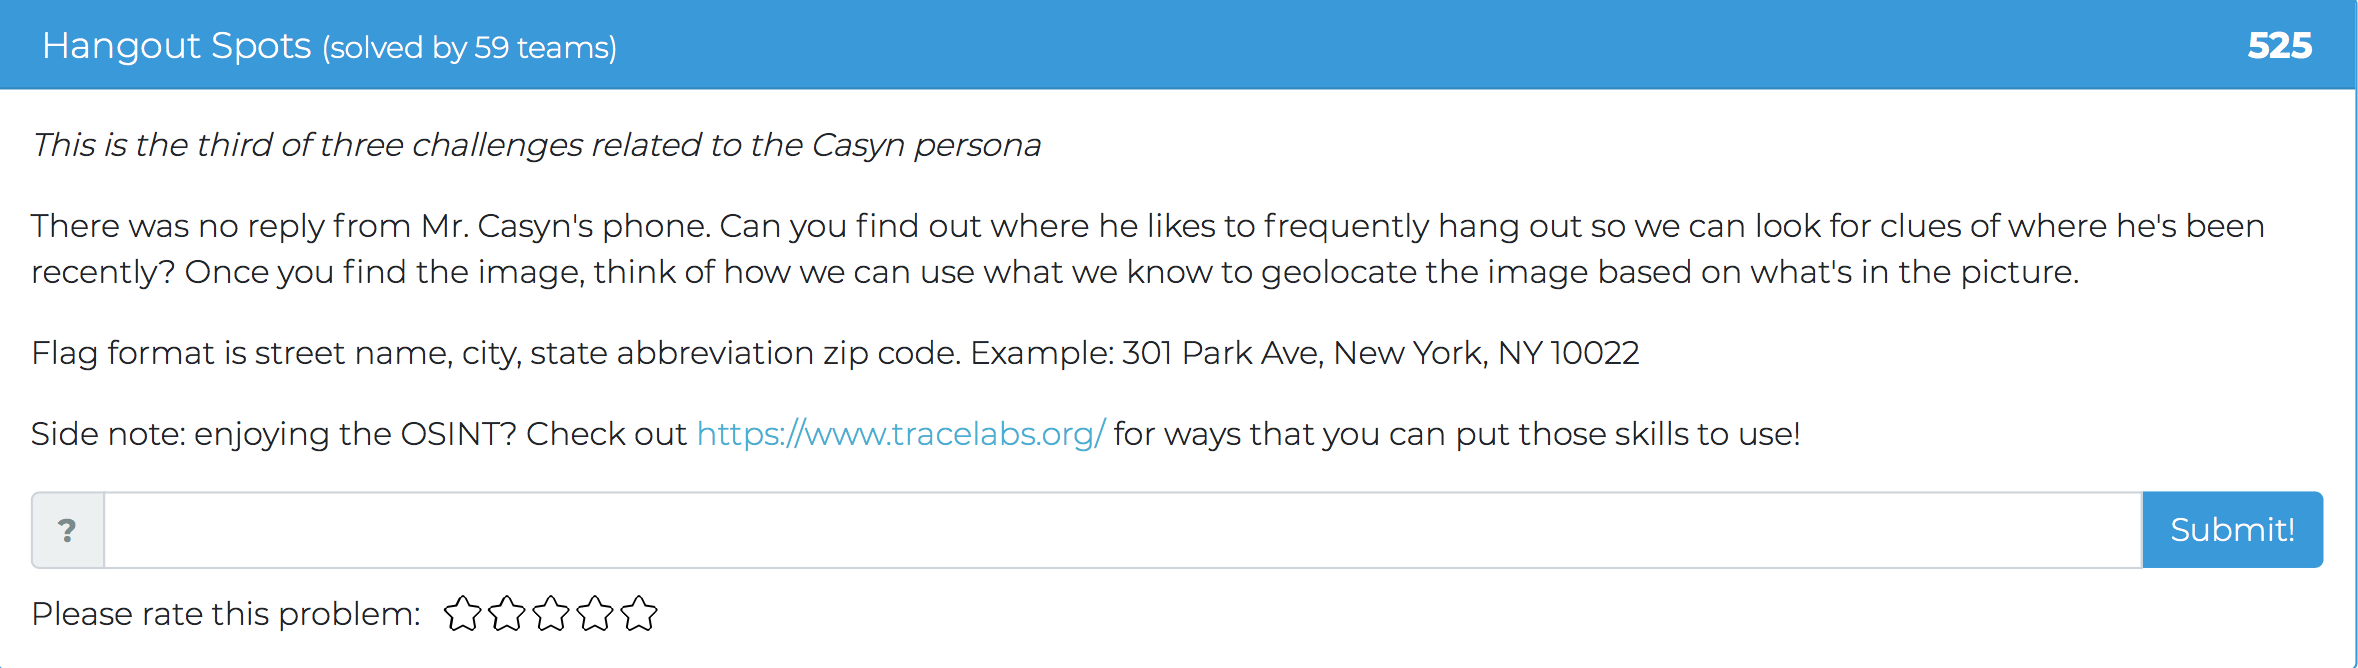 Hangout Spots (solved by 59 teams) 525
This is the third of three challenges related to the Casyn persona
There was no reply from Mr. Casyn's phone. Can you find out where he likes to frequently hang out so we can look for clues of where he's been
recently? Once you find the image, think of how we can use what we know to geolocate the image based on what's in the picture.
Flag format is street name, city, state abbreviation zip code. Example: 301 Park Ave, New York, NY 10022
Side note: enjoying the OSINT? Check out https://www.tracelabs.org/ for ways that you can put those skills to use!
? Submit!
Please rate this problem: